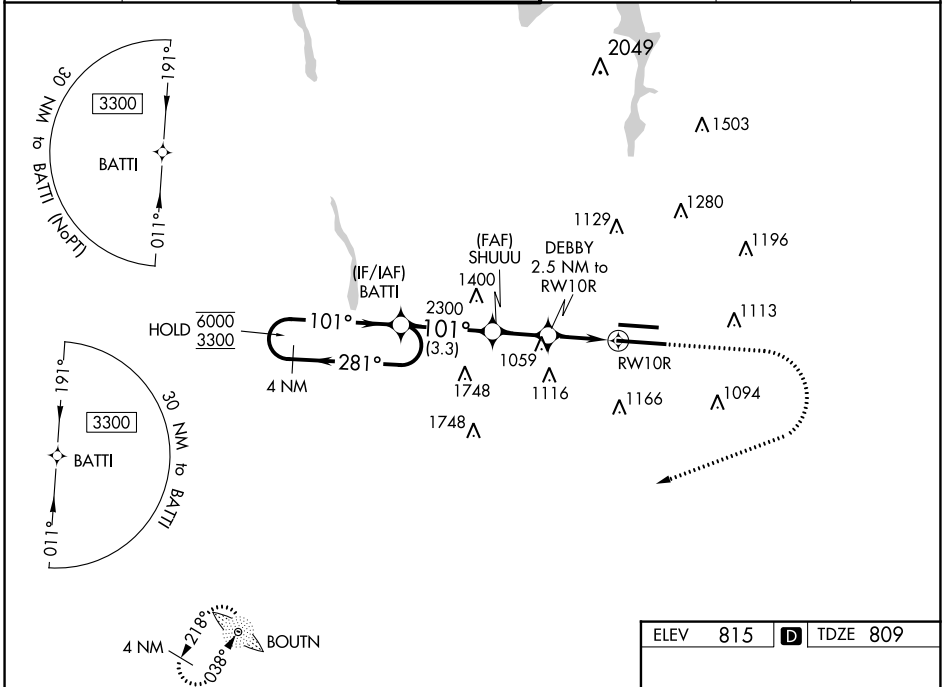 2049
191°
30 NM to BATTI (NoPT)
3300
BATTI
011°
1503
1280
1129
1196
(FAF)
SHUUU
DEBBY
2.5 NM to
RW10R
(IF/IAF)
BATTI
1400
2300
101°
101°
(3.3)
HOLD
6000
3300
281°
4 NM
1059
1113
RW10R
1748
1116
1166
1094
1748
191°
30 NM to BATTI
3300
BATTI
011°
4 NM
218°
038°
BOUTN
ELEV 815 D TDZE 809